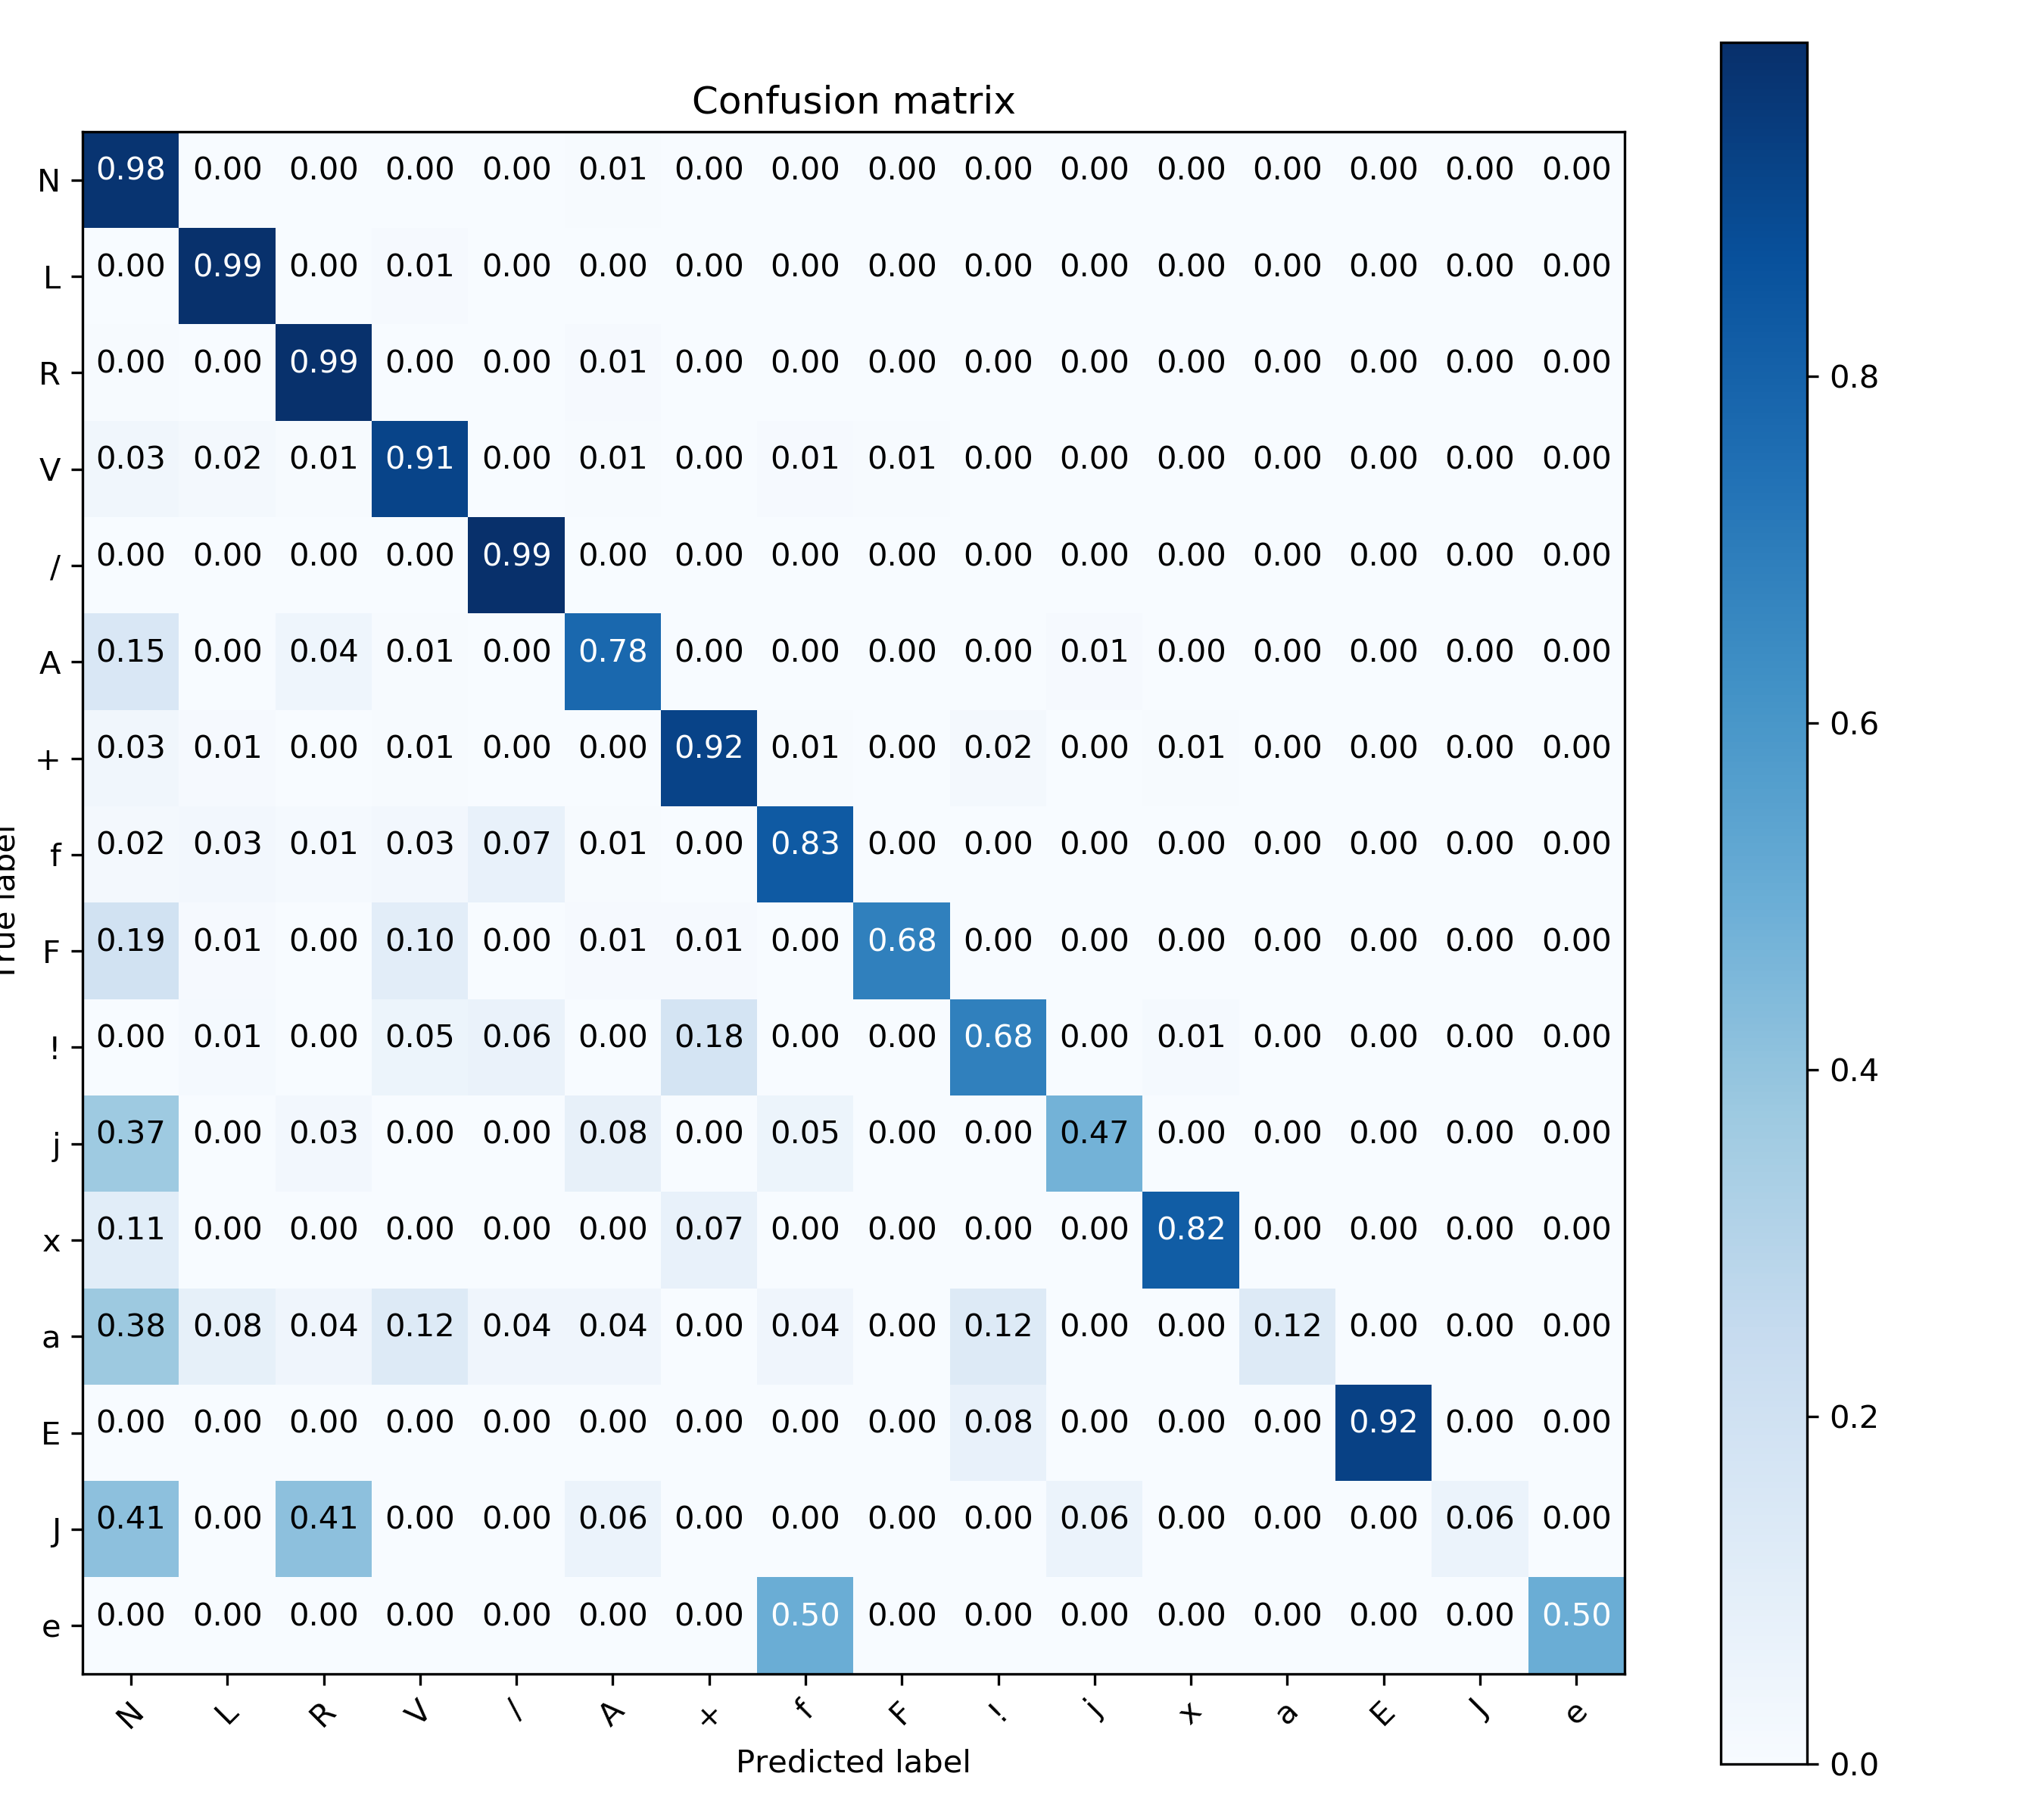 Confusion matrix
N 0.98 0.00 0.00 0.00 0.00 0.01 0.00 0.00 0.00 0.00 0.00 0.00 0.00 0.00 0.00 0.00
L 0.00 0.99 0.00 0.01 0.00 0.00 0.00 0.00 0.00 0.00 0.00 0.00 0.00 0.00 0.00 0.00
R 0.00 0.00 0.99 0.00 0.00 0.01 0.00 0.00 0.00 0.00 0.00 0.00 0.00 0.00 0.00 0.00
V 0.03 0.02 0.01 0.91 0.00 0.01 0.00 0.01 0.01 0.00 0.00 0.00 0.00 0.00 0.00 0.00
/ 0.00 0.00 0.00 0.00 0.99 0.00 0.00 0.00 0.00 0.00 0.00 0.00 0.00 0.00 0.00 0.00
A 0.15 0.00 0.04 0.01 0.00 0.78 0.00 0.00 0.00 0.00 0.01 0.00 0.00 0.00 0.00 0.00
+ 0.03 0.01 0.00 0.01 0.00 0.00 0.92 0.01 0.00 0.02 0.00 0.01 0.00 0.00 0.00 0.00
f 0.02 0.03 0.01 0.03 0.07 0.01 0.00 0.83 0.00 0.00 0.00 0.00 0.00 0.00 0.00 0.00
F 0.19 0.01 0.00 0.10 0.00 0.01 0.01 0.00 0.68 0.00 0.00 0.00 0.00 0.00 0.00 0.00
! 0.00 0.01 0.00 0.05 0.06 0.00 0.18 0.00 0.00 0.68 0.00 0.01 0.00 0.00 0.00 0.00
j 0.37 0.00 0.03 0.00 0.00 0.08 0.00 0.05 0.00 0.00 0.47 0.00 0.00 0.00 0.00 0.00
x 0.11 0.00 0.00 0.00 0.00 0.00 0.07 0.00 0.00 0.00 0.00 0.82 0.00 0.00 0.00 0.00
a 0.38 0.08 0.04 0.12 0.04 0.04 0.00 0.04 0.00 0.12 0.00 0.00 0.12 0.00 0.00 0.00
E 0.00 0.00 0.00 0.00 0.00 0.00 0.00 0.00 0.00 0.08 0.00 0.00 0.00 0.92 0.00 0.00
J 0.41 0.00 0.41 0.00 0.00 0.06 0.00 0.00 0.00 0.00 0.06 0.00 0.00 0.00 0.06 0.00
e 0.00 0.00 0.00 0.00 0.00 0.00 0.00 0.50 0.00 0.00 0.00 0.00 0.00 0.00 0.00 0.50
N L R V / A + f F ! j x a E J e
Predicted label
True label
0.8
0.6
0.4
0.2
0.0